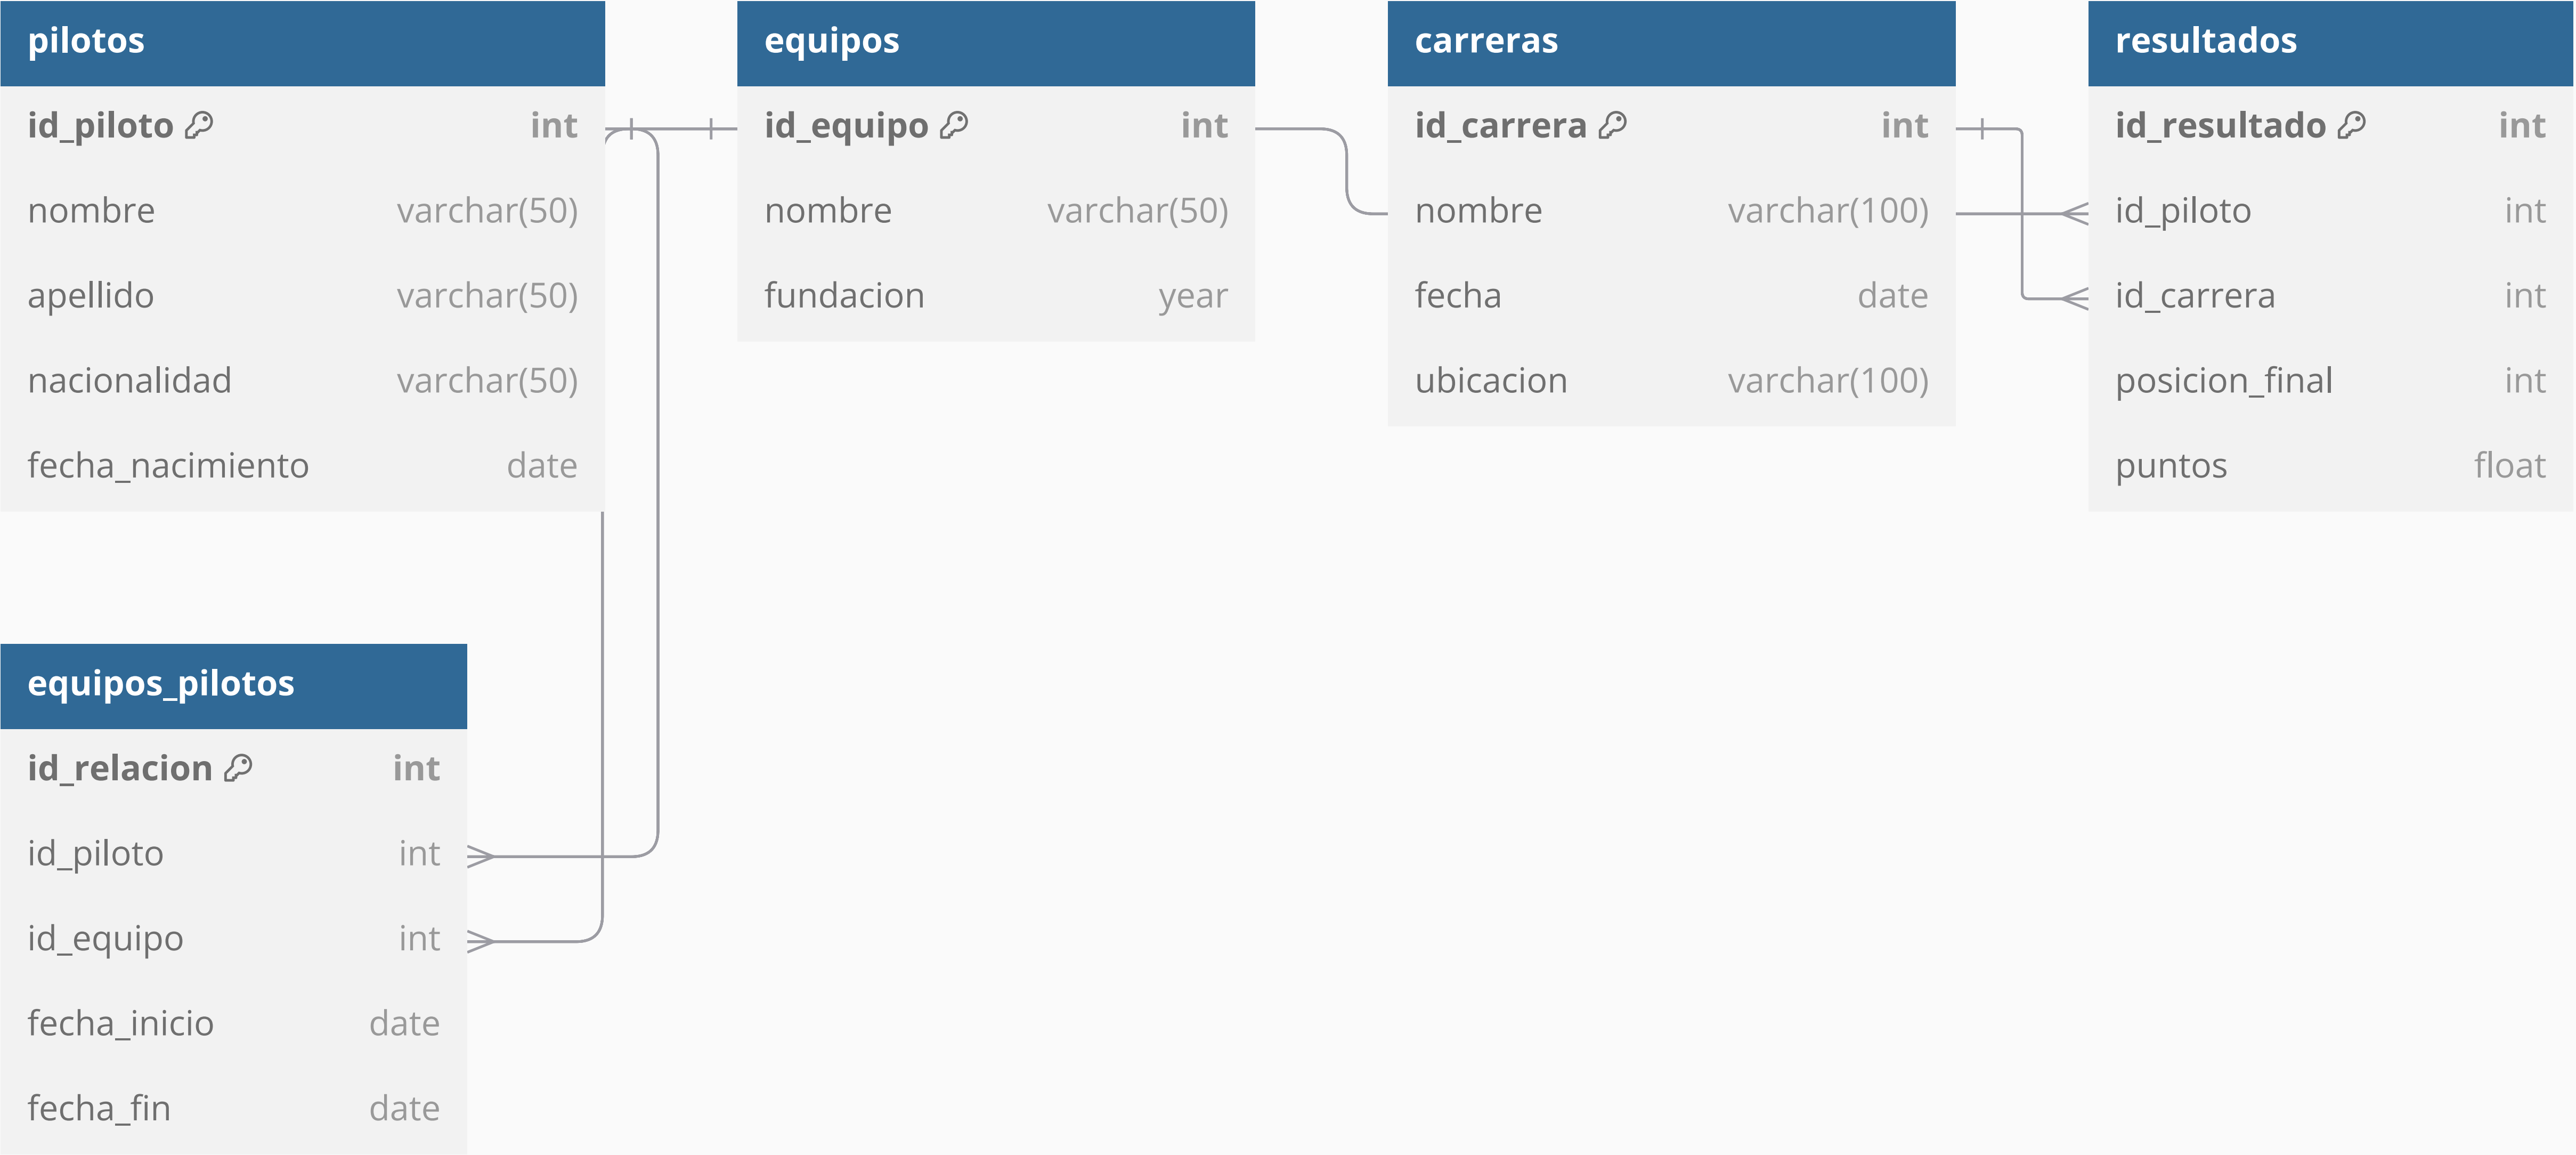 pilotos
id_piloto int
nombre varchar(50)
apellido varchar(50)
nacionalidad varchar(50)
fecha_nacimiento date
equipos
id_equipo int
nombre varchar(50)
fundacion year
carreras
id_carrera int
nombre varchar(100)
fecha date
ubicacion varchar(100)
resultados
id_resultado int
id_piloto int
id_carrera int
posicion_final int
puntos float
equipos_pilotos
id_relacion int
id_piloto int
id_equipo int
fecha_inicio date
fecha_fin date